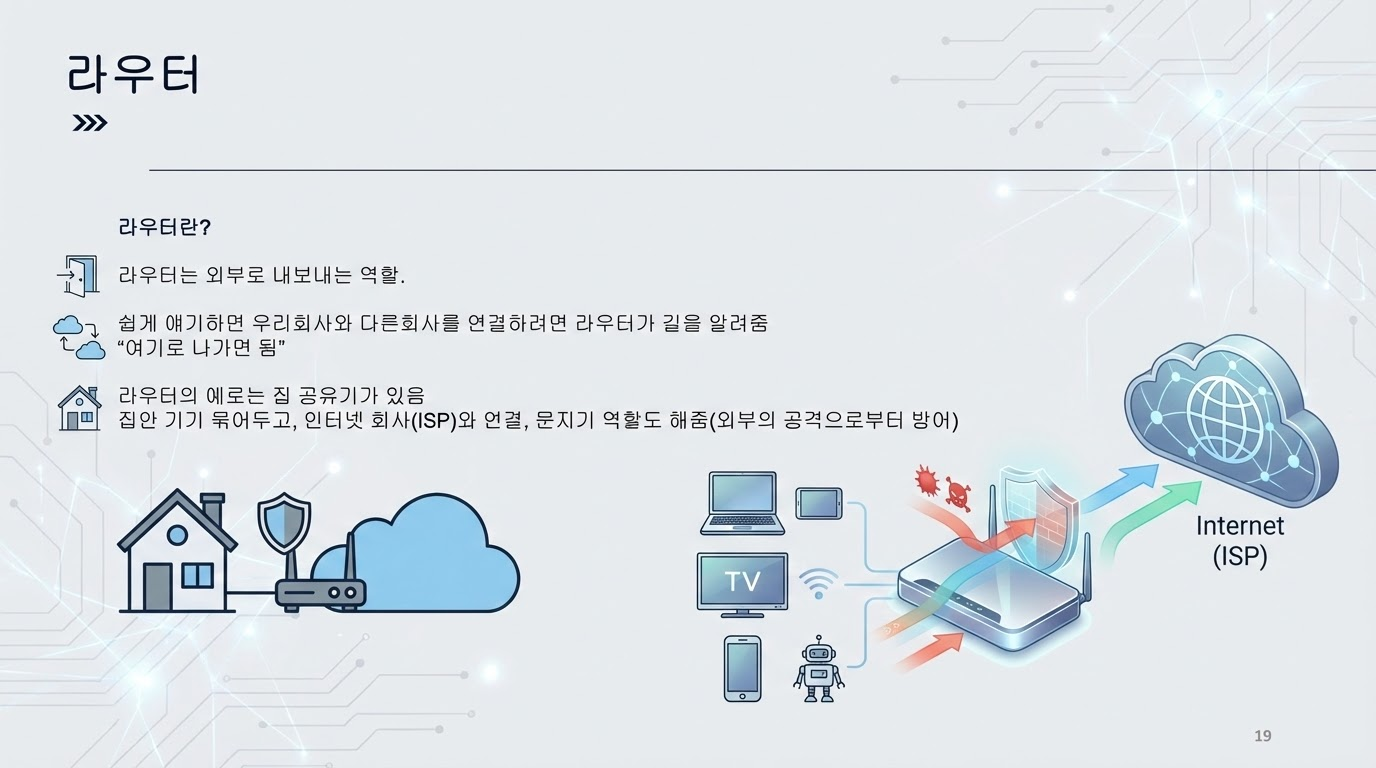 라우터
라우터란?
라우터는 외부로 내보내는 역할.
쉽게 얘기하면 우리회사와 다른회사를 연결하려면 라우터가 길을 알려줌
“여기로 나가면 됨”
라우터의 예로는 집 공유기가 있음
집안 기기 묶어두고, 인터넷 회사(ISP)와 연결, 문지기 역할도 해줌(외부의 공격으로부터 방어)
TV
Internet
(ISP)
19